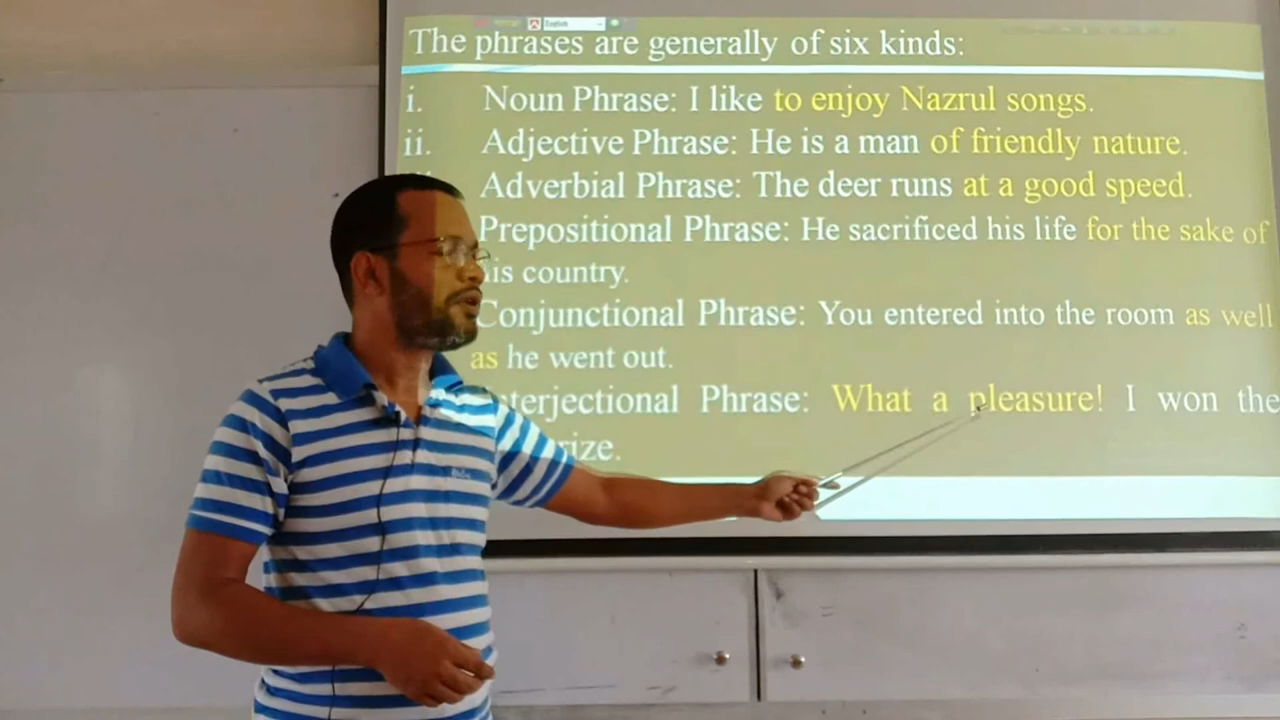 English
The phrases are generally of six kinds:
i. Noun Phrase: I like to enjoy Nazrul songs.
ii. Adjective Phrase: He is a man of friendly nature.
Adverbial Phrase: The deer runs at a good speed.
Prepositional Phrase: He sacrificed his life for the sake of
his country.
Conjunctional Phrase: You entered into the room as well
as he went out.
Interjectional Phrase: What a pleasure! I won the